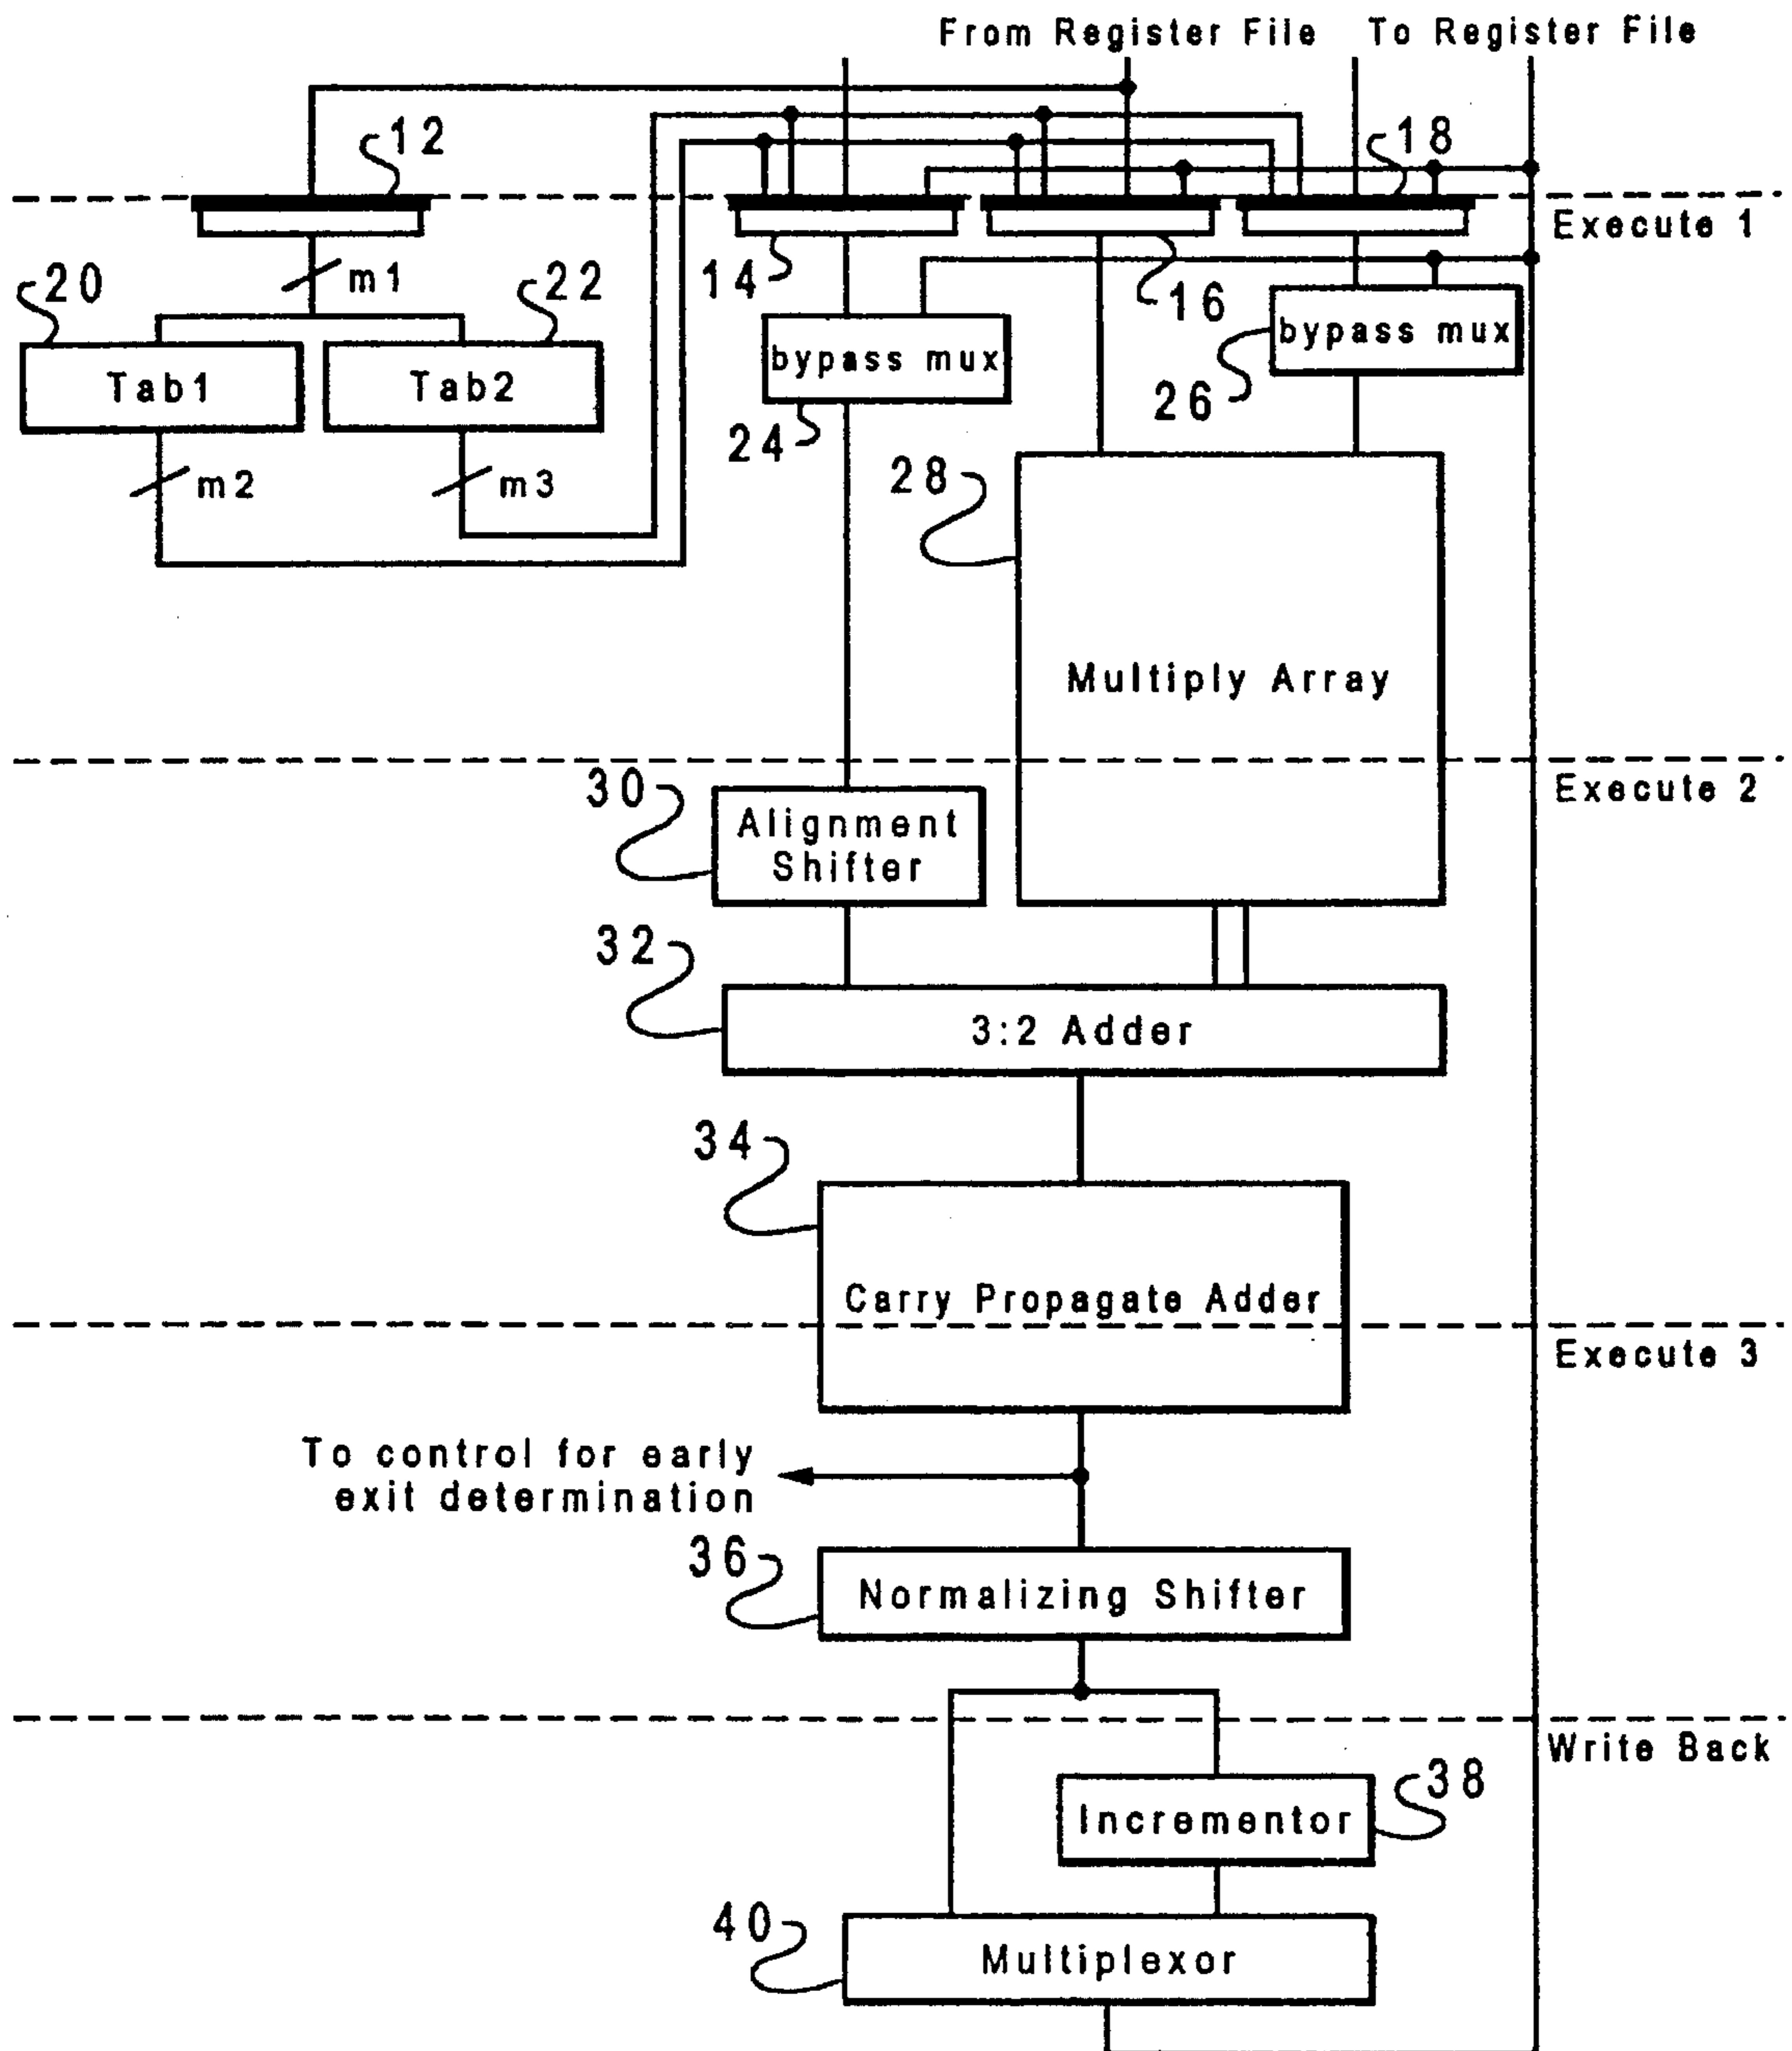 From Register File To Register File
12
18
Execute 1
20
m1
22
14
16
bypass mux
bypass mux
Tab1
Tab2
26
24
m2
m3
28
Multiply Array
Execute 2
30
Alignment
Shifter
32
3:2 Adder
34
Carry Propagate Adder
Execute 3
To control for early
exit determination
36
Normalizing Shifter
Write Back
38
Incrementor
40
Multiplexor